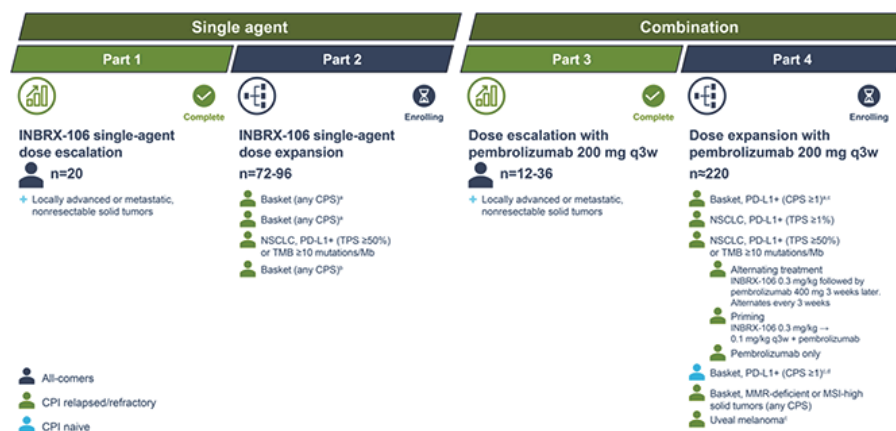 Single agent
Combination
Part 1
Part 2
Part 3
Part 4
Complete
Enrolling
Complete
Enrolling
INBRX-106 single-agent
dose escalation
n=20
+ Locally advanced or metastatic,
nonresectable solid tumors
INBRX-106 single-agent
dose expansion
n=72-96
Basket (any CPS)ᵃ
Basket (any CPS)ᵃ
NSCLC, PD-L1+ (TPS ≥50%)
or TMB ≥10 mutations/Mb
Basket (any CPS)ᵇ
Dose escalation with
pembrolizumab 200 mg q3w
n=12-36
+ Locally advanced or metastatic,
nonresectable solid tumors
Dose expansion with
pembrolizumab 200 mg q3w
n≈220
Basket, PD-L1+ (CPS ≥1)
NSCLC, PD-L1+ (TPS ≥1%)
NSCLC, PD-L1+ (TPS ≥50%)
or TMB ≥10 mutations/Mb
Alternating treatment
INBRX-106 0.3 mg/kg followed by
pembrolizumab 400 mg 3 weeks later.
Alternates every 3 weeks
Priming
INBRX-106 0.3 mg/kg →
0.1 mg/kg q3w + pembrolizumab
Pembrolizumab only
Basket, PD-L1+ (CPS ≥1)
Basket, MMR-deficient or MSI-high
solid tumors (any CPS)
Uveal melanomaᶜ
All-comers
CPI relapsed/refractory
CPI naive